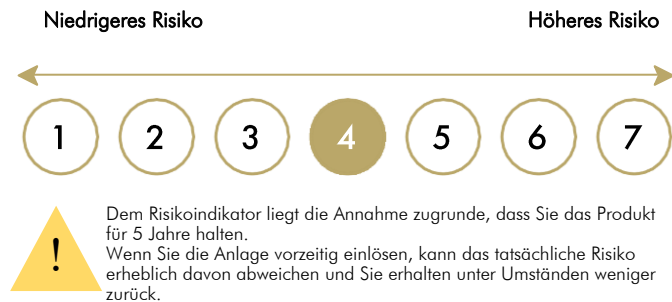 Niedrigeres Risiko Höheres Risiko
1 2 3 4 5 6 7
!
Dem Risikoindikator liegt die Annahme zugrunde, dass Sie das Produkt
für 5 Jahre halten.
Wenn Sie die Anlage vorzeitig einlösen, kann das tatsächliche Risiko
erheblich davon abweichen und Sie erhalten unter Umständen weniger
zurück.